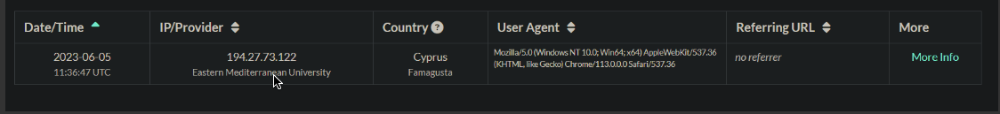 Date/Time IP/Provider Country User Agent Referring URL More
2023-06-05 194.27.73.122 Cyprus Mozilla/5.0 (Windows NT 10.0; Win64; x64) AppleWebKit/537.36 no referrer More Info
11:36:47 UTC Eastern Mediterranean University Famagusta (KHTML, like Gecko) Chrome/113.0.0.0 Safari/537.36